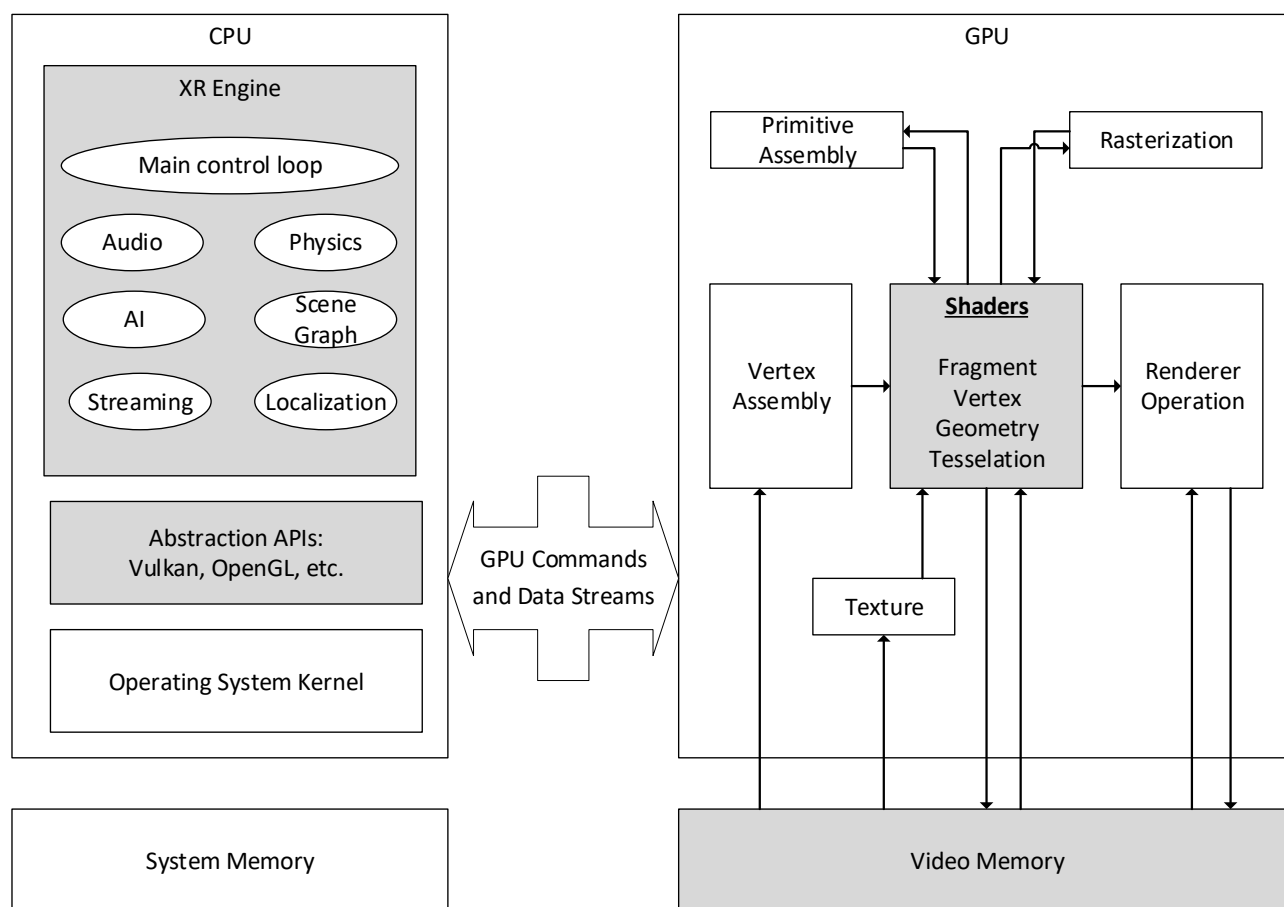 CPU
XR Engine
Main control loop
Audio
Physics
AI
Scene
Graph
Streaming
Localization
Abstraction APIs:
Vulkan, OpenGL, etc.
Operating System Kernel
System Memory
GPU Commands
and Data Streams
GPU
Primitive
Assembly
Rasterization
Vertex
Assembly
Shaders
Fragment
Vertex
Geometry
Tesselation
Renderer
Operation
Texture
Video Memory